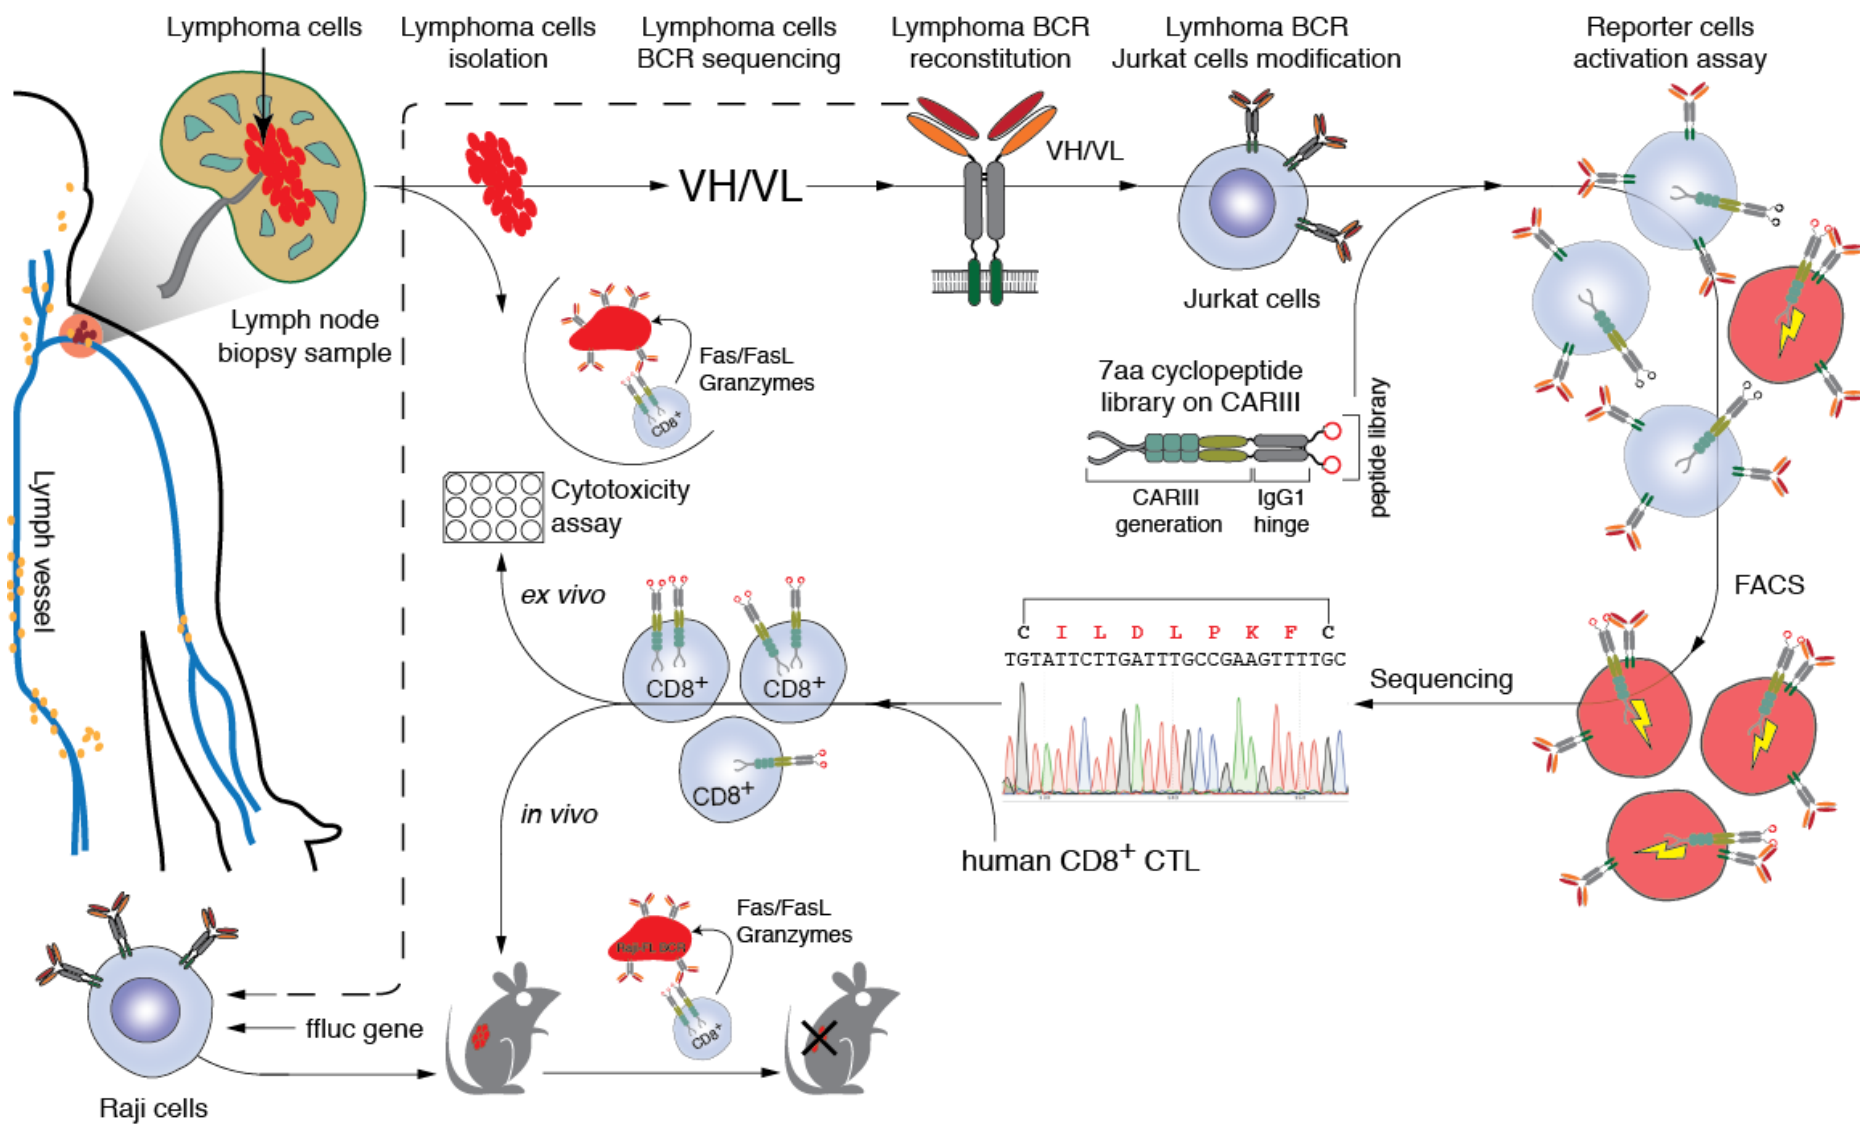 Lymphoma cells
Lymphoma cells
isolation
Lymphoma cells
BCR sequencing
Lymphoma BCR
reconstitution
Lymhoma BCR
Jurkat cells modification
Reporter cells
activation assay
VH/VL
VH/VL
Jurkat cells
Lymph node
biopsy sample
Fas/FasL
Granzymes
CD8+
7aa cyclopeptide
library on CARIII
peptide library
CARIII
generation
IgG1
hinge
Cytotoxicity
assay
Lymph vessel
ex vivo
FACS
C I L D L P K F C
TGTATTCTTGATTTGCCGAAGTTTTGC
Sequencing
CD8+
CD8+
CD8+
in vivo
human CD8+ CTL
Fas/FasL
Granzymes
Raji-FL BCR
CD8+
ffluc gene
Raji cells